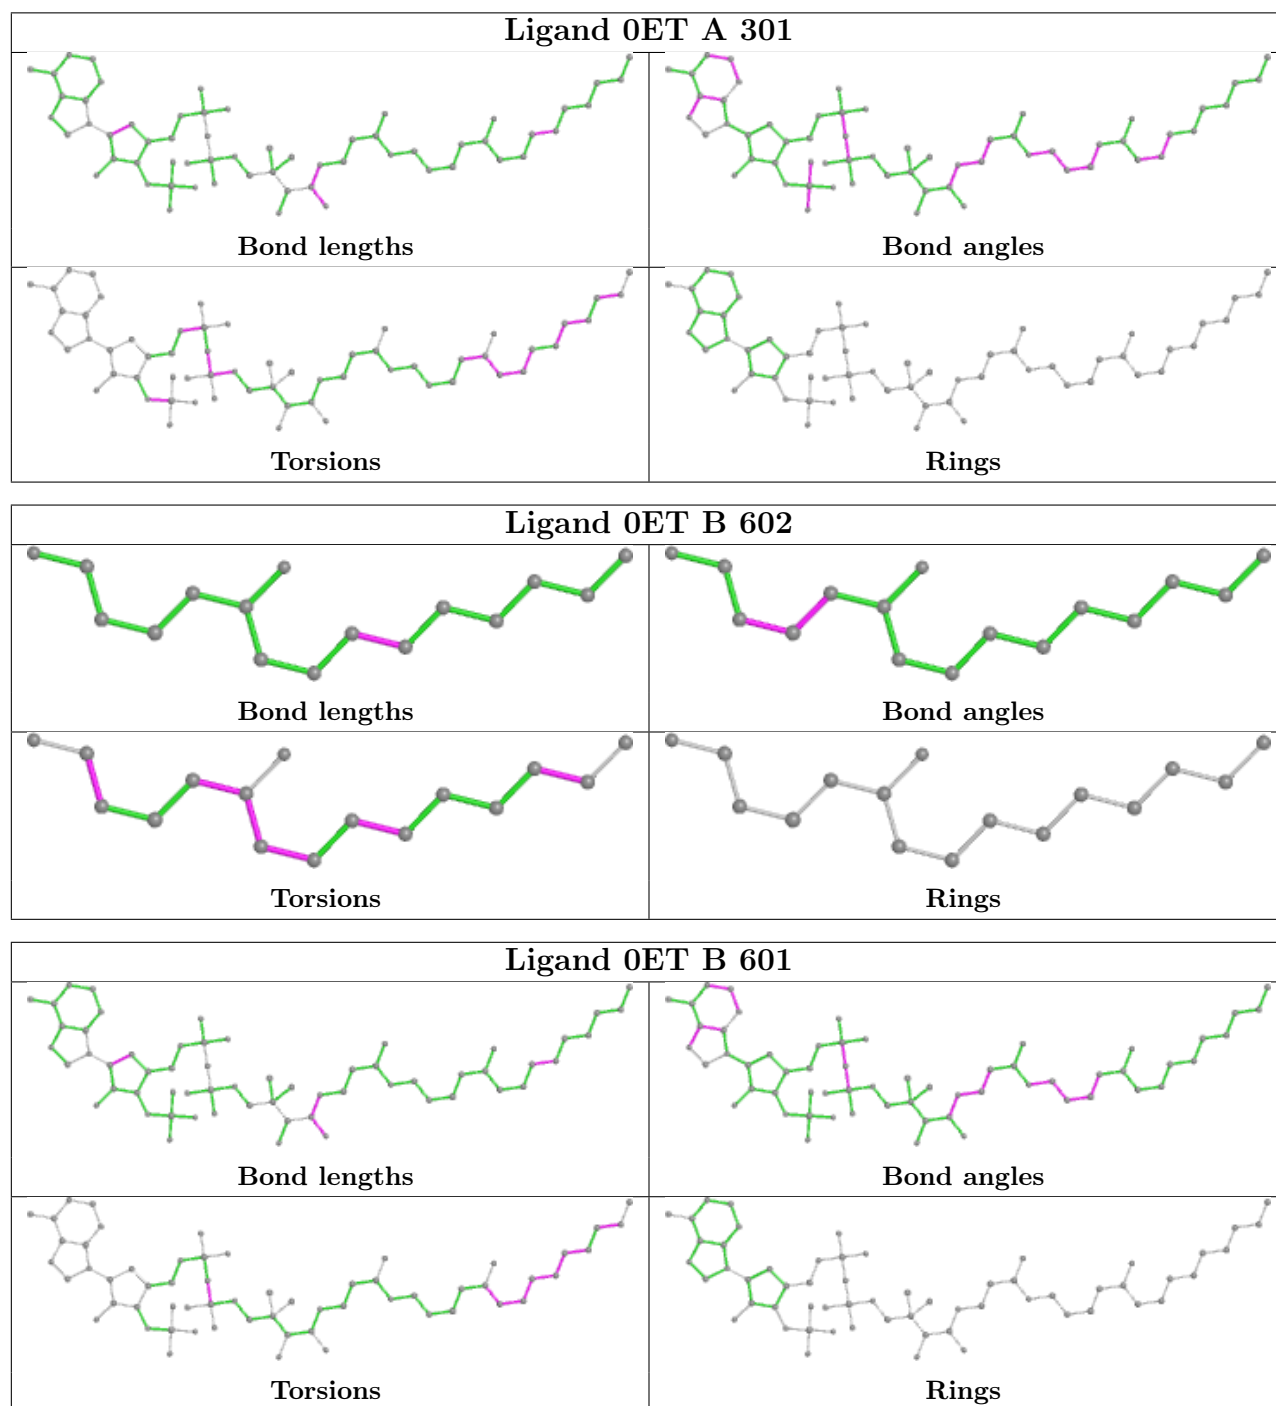 Ligand 0ET A 301
Bond lengths
Bond angles
Torsions
Rings
Ligand 0ET B 602
Bond lengths
Bond angles
Torsions
Rings
Ligand 0ET B 601
Bond lengths
Bond angles
Torsions
Rings